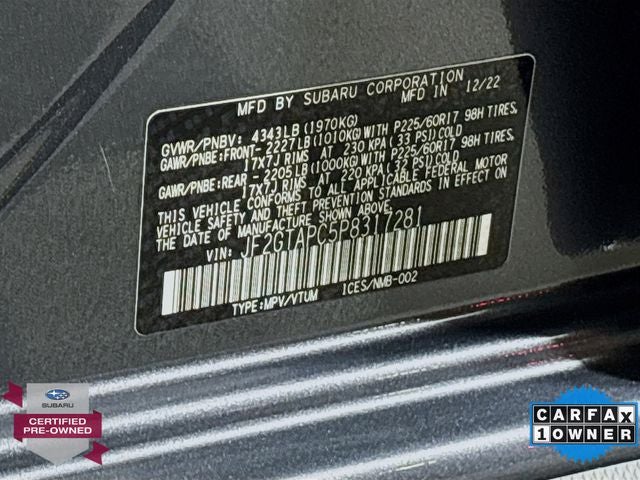 MFD BY SUBARU CORPORATION 12/22
MFD IN
GVWR/PNBV: 4343LB (1970KG)
GAWR/PNBE: FRONT- 2227LB (1010KG) WITH P225/60R17 98H TIRES,
17X7J RIMS AT 230 KPA (33 PSI) COLD
GAWR/PNBE: REAR - 2205LB (1000KG) WITH P225/60R17 98H TIRES,
17X7J RIMS AT 220 KPA (32 PSI) COLD
THIS VEHICLE CONFORMS TO ALL APPLICABLE FEDERAL MOTOR
VEHICLE SAFETY STANDARDS IN EFFECT ON
THE DATE OF MANUFACTURE SHOWN ABOVE.
VIN: JF2GTAPC5P8317281
TYPE:MPV/VTUM ICES/NMB-002
SUBARU
CERTIFIED
PRE-OWNED
CARFAX
1 OWNER